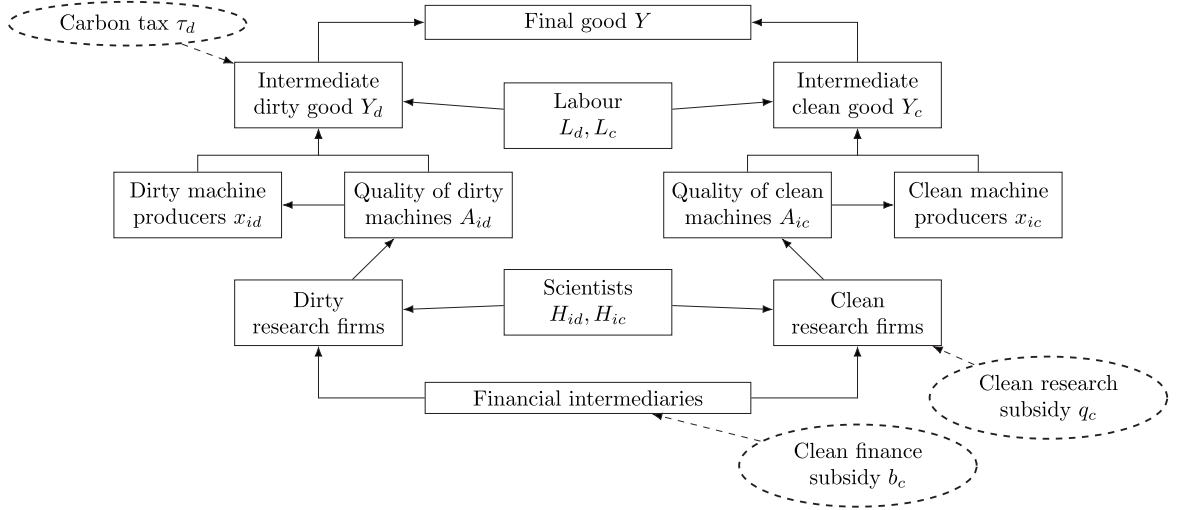 Carbon tax τ_d
Final good Y
Intermediate
dirty good Y_d
Labour
L_d, L_c
Intermediate
clean good Y_c
Dirty machine
producers x_id
Quality of dirty
machines A_id
Quality of clean
machines A_ic
Clean machine
producers x_ic
Dirty
research firms
Scientists
H_id, H_ic
Clean
research firms
Financial intermediaries
Clean research
subsidy q_c
Clean finance
subsidy b_c